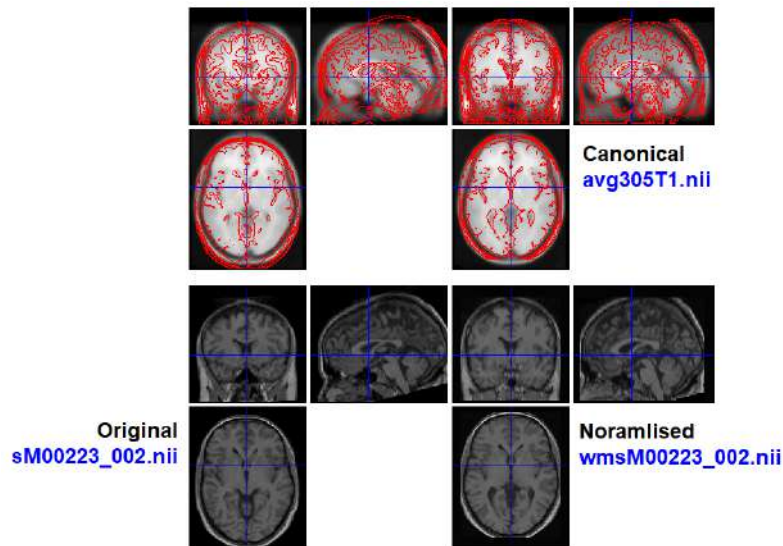 Canonical
avg305T1.nii
Original
sM00223_002.nii
Noramlised
wmsM00223_002.nii